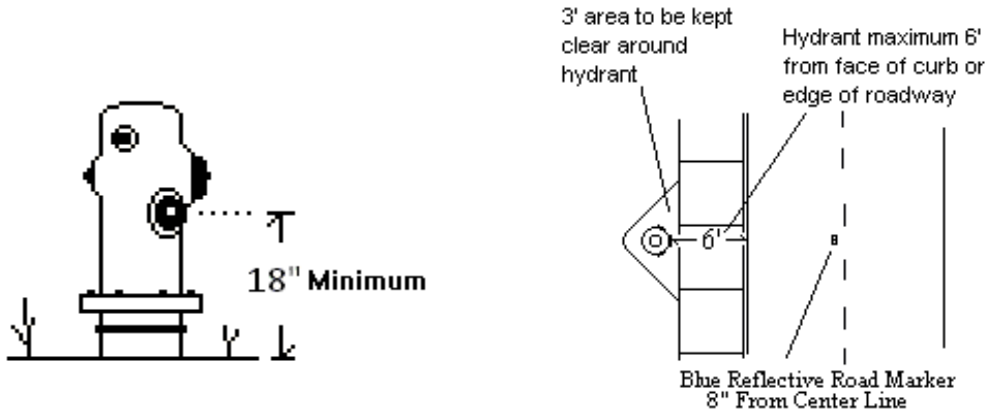 3' area to be kept
clear around
hydrant
Hydrant maximum 6'
from face of curb or
edge of roadway
6'
18" Minimum
Blue Reflective Road Marker
8" From Center Line